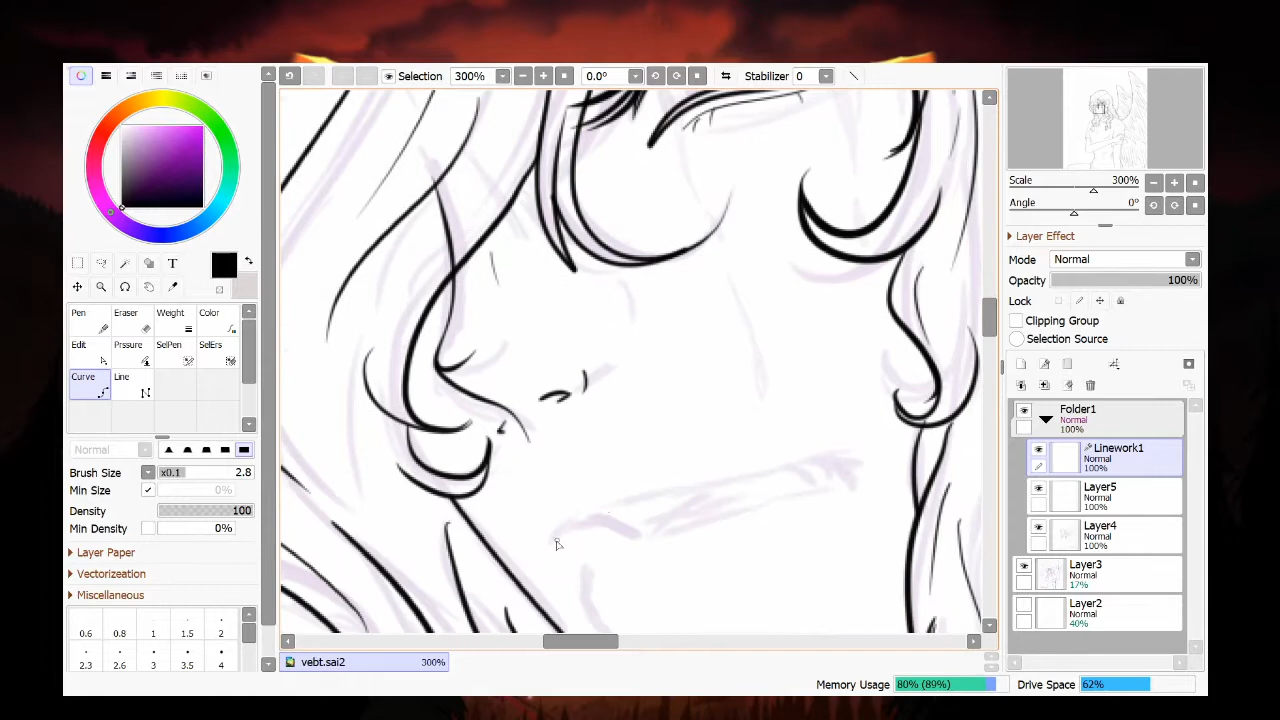 Selection 300% 0.0° Stabilizer 0
T
Pen Eraser Weight Color
Edit Prssure SelPen SelErs
Curve Line
Normal
Brush Size x0.1 2.8
Min Size 0%
Density 100
Min Density 0%
Layer Paper
Vectorizeation
Miscellaneous
0.6 0.8 1 1.5 2
2.3 2.6 3 3.5 4
vebt.sai2 300%
Scale 300%
Angle 0°
Layer Effect
Mode Normal
Opacity 100%
Lock
Clipping Group
Selection Source
Folder1
Normal
100%
Linework1
Normal
100%
Layer5
Normal
100%
Layer4
Normal
100%
Layer3
Normal
17%
Layer2
Normal
40%
Memory Usage 80% (89%) Drive Space 62%